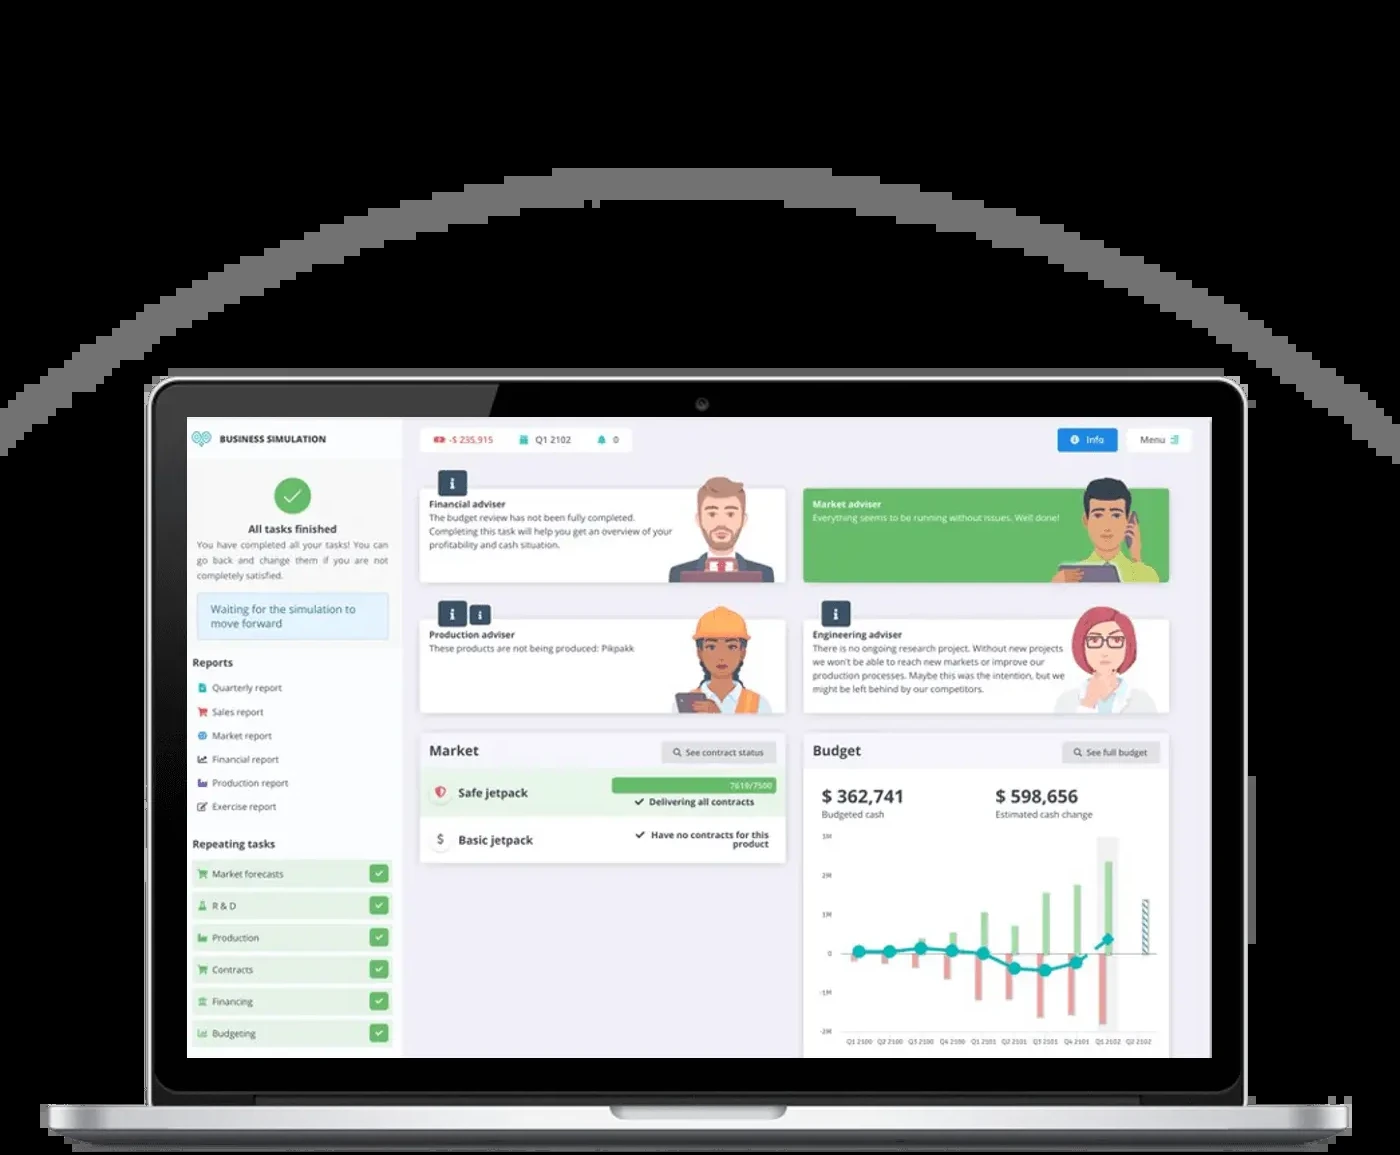 BUSINESS SIMULATION
-$ 235,915
Q1 2102
0
Info
Menu
All tasks finished
You have completed all your tasks! You can
go back and change them if you are not
completely satisfied.
Waiting for the simulation to
move forward
Reports
Quarterly report
Sales report
Market report
Financial report
Production report
Exercise report
Repeating tasks
Market forecasts
R & D
Production
Contracts
Financing
Budgeting
Financial adviser
The budget review has not been fully completed.
Completing this task will help you get an overview of your
profitability and cash situation.
Market adviser
Everything seems to be running without issues. Well done!
Production adviser
These products are not being produced: Pikpakk
Engineering adviser
There is no ongoing research project. Without new projects
we won't be able to reach new markets or improve our
production processes. Maybe this was the intention, but we
might be left behind by our competitors.
Market
See contract status
Safe jetpack
7619/7500
Delivering all contracts
Basic jetpack
Have no contracts for this
product
Budget
See full budget
$ 362,741
Budgeted cash
$ 598,656
Estimated cash change
3M
2M
1M
0
-1M
-2M
Q1 2100 Q2 2100 Q3 2100 Q4 2100 Q1 2101 Q2 2101 Q3 2101 Q4 2101 Q1 2102 Q2 2102